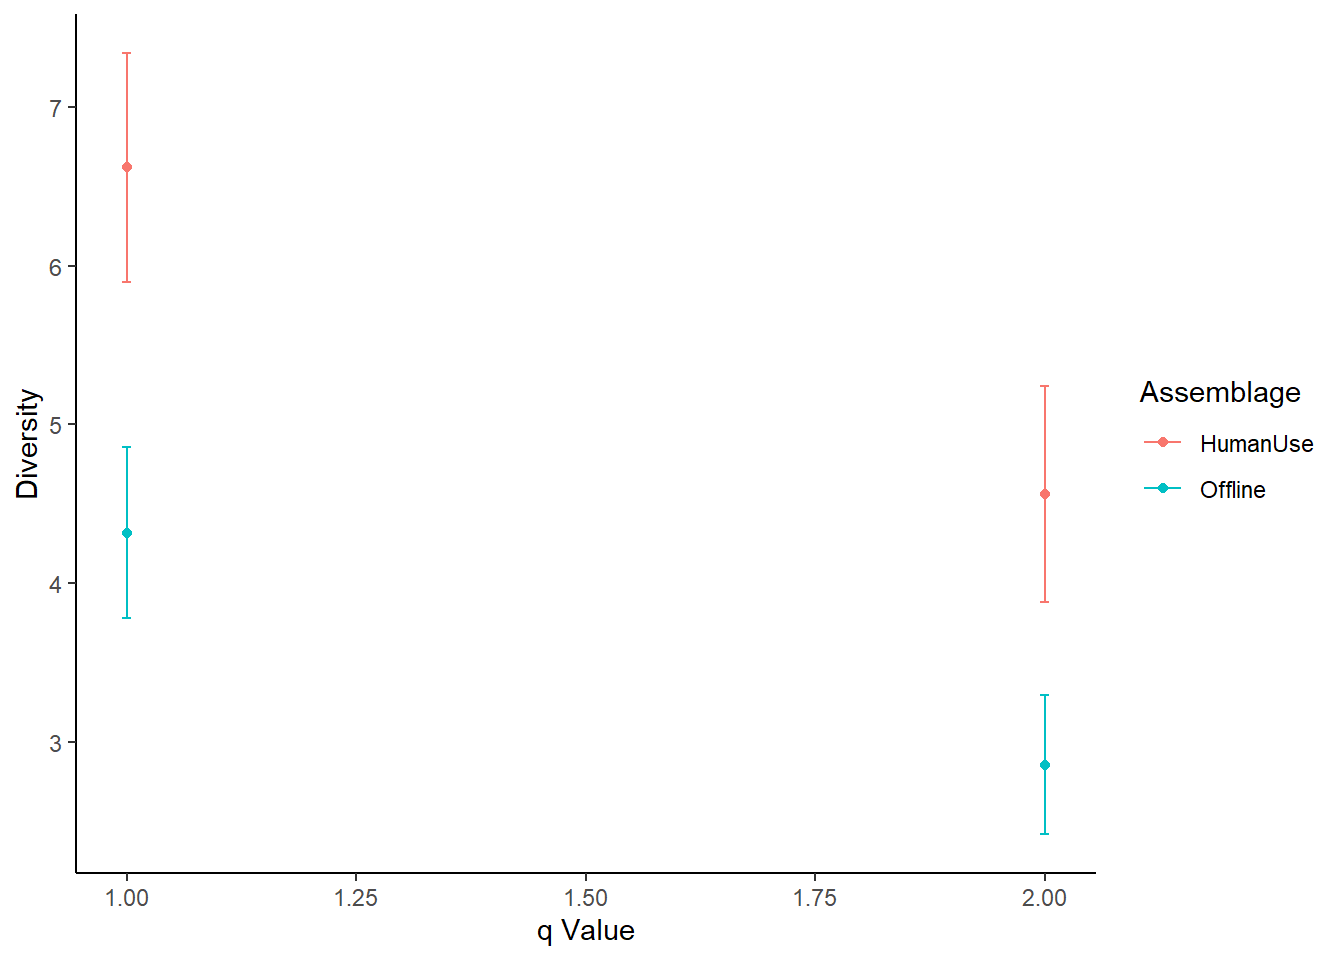 7
6
5
4
3
Diversity
1.00 1.25 1.50 1.75 2.00
q Value
Assemblage
HumanUse
Offline